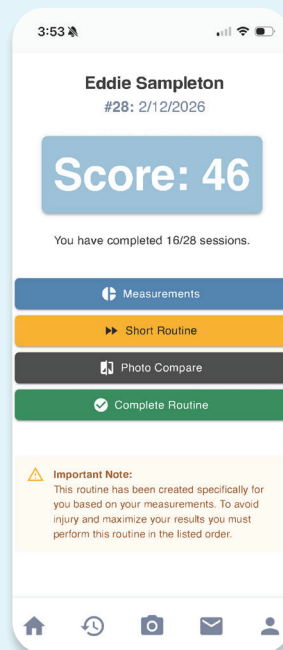 3:53
Eddie Sampleton
#28: 2/12/2026
Score: 46
You have completed 16/28 sessions.
Measurements
Short Routine
Photo Compare
Complete Routine
Important Note:
This routine has been created specifically for
you based on your measurements. To avoid
injury and maximize your results you must
perform this routine in the listed order.